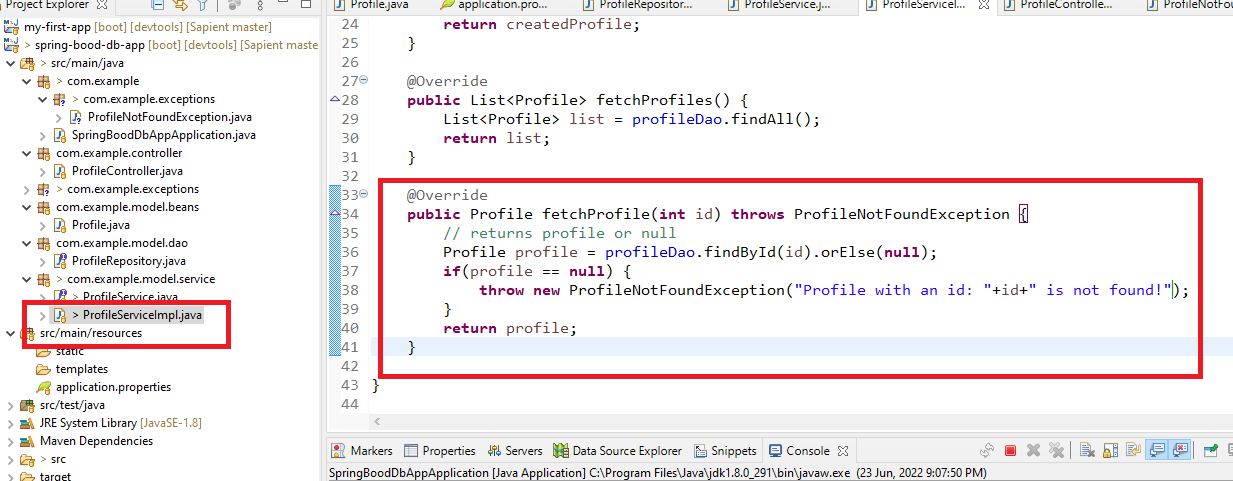 Project Explorer
my-first-app [boot] [devtools] [Sapient master]
> spring-bood-db-app [boot] [devtools] [Sapient maste
> src/main/java
> com.example
> com.example.exceptions
ProfileNotFoundException.java
SpringBoodDbAppApplication.java
com.example.controller
ProfileController.java
> com.example.exceptions
com.example.model.beans
Profile.java
com.example.model.dao
ProfileRepository.java
> com.example.model.service
> ProfileService.java
> ProfileServiceImpl.java
src/main/resources
static
templates
application.properties
src/test/java
JRE System Library [JavaSE-1.8]
Maven Dependencies
> src
target
Profile.java application.pro... ProfileRepositor... ProfileService.j... ProfileServiceI... ProfileControlle... ProfileNotFoun
24 return createdProfile;
25 }
26
27 @Override
28 public List<Profile> fetchProfiles() {
29 List<Profile> list = profileDao.findAll();
30 return list;
31 }
32
33 @Override
34 public Profile fetchProfile(int id) throws ProfileNotFoundException {
35 // returns profile or null
36 Profile profile = profileDao.findById(id).orElse(null);
37 if(profile == null) {
38 throw new ProfileNotFoundException("Profile with an id: "+id+" is not found!");
39 }
40 return profile;
41 }
42
43 }
44
Markers Properties Servers Data Source Explorer Snippets Console
SpringBoodDbAppApplication [Java Application] C:\Program Files\Java\jdk1.8.0_291\bin\javaw.exe (23 Jun, 2022 9:07:50 PM)